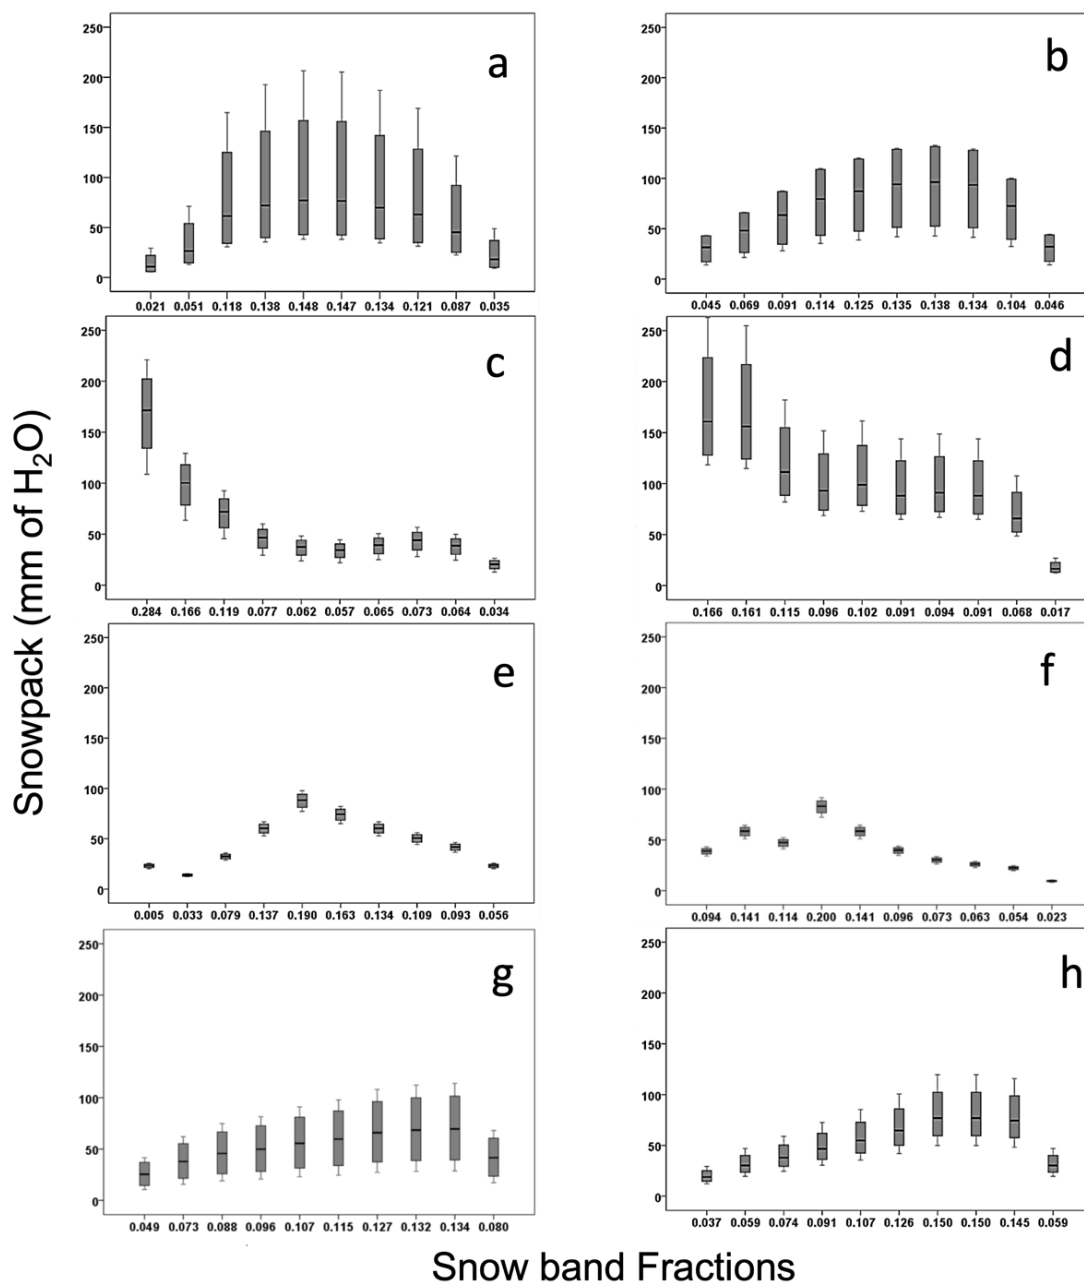 a
250
200
150
100
50
0
0.021 0.051 0.118 0.138 0.148 0.147 0.134 0.121 0.087 0.035
b
250
200
150
100
50
0
0.045 0.069 0.091 0.114 0.125 0.135 0.138 0.134 0.104 0.046
c
250
200
150
100
50
0
0.284 0.166 0.119 0.077 0.062 0.057 0.065 0.073 0.064 0.034
d
250
200
150
100
50
0
0.166 0.161 0.115 0.096 0.102 0.091 0.094 0.091 0.068 0.017
e
250
200
150
100
50
0
0.005 0.033 0.079 0.137 0.190 0.163 0.134 0.109 0.093 0.056
f
250
200
150
100
50
0
0.094 0.141 0.114 0.200 0.141 0.096 0.073 0.063 0.054 0.023
g
250
200
150
100
50
0
0.049 0.073 0.088 0.096 0.107 0.115 0.127 0.132 0.134 0.080
h
250
200
150
100
50
0
0.037 0.059 0.074 0.091 0.107 0.126 0.150 0.150 0.145 0.059
Snowpack (mm of H₂O)
Snow band Fractions